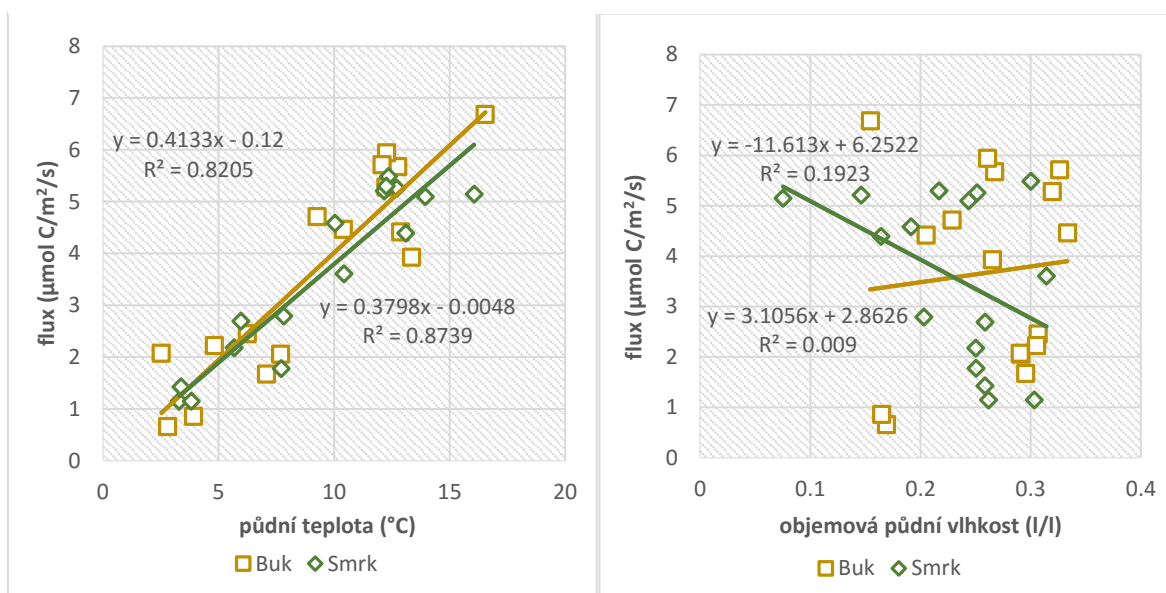 8
7
6
5
4
3
2
1
0
flux (µmol C/m²/s)
y = 0.4133x - 0.12
R² = 0.8205
y = 0.3798x - 0.0048
R² = 0.8739
0 5 10 15 20
půdní teplota (°C)
Buk Smrk
8
7
6
5
4
3
2
1
0
flux (µmol C/m²/s)
y = -11.613x + 6.2522
R² = 0.1923
y = 3.1056x + 2.8626
R² = 0.009
0 0.1 0.2 0.3 0.4
objemová půdní vlhkost (l/l)
Buk Smrk